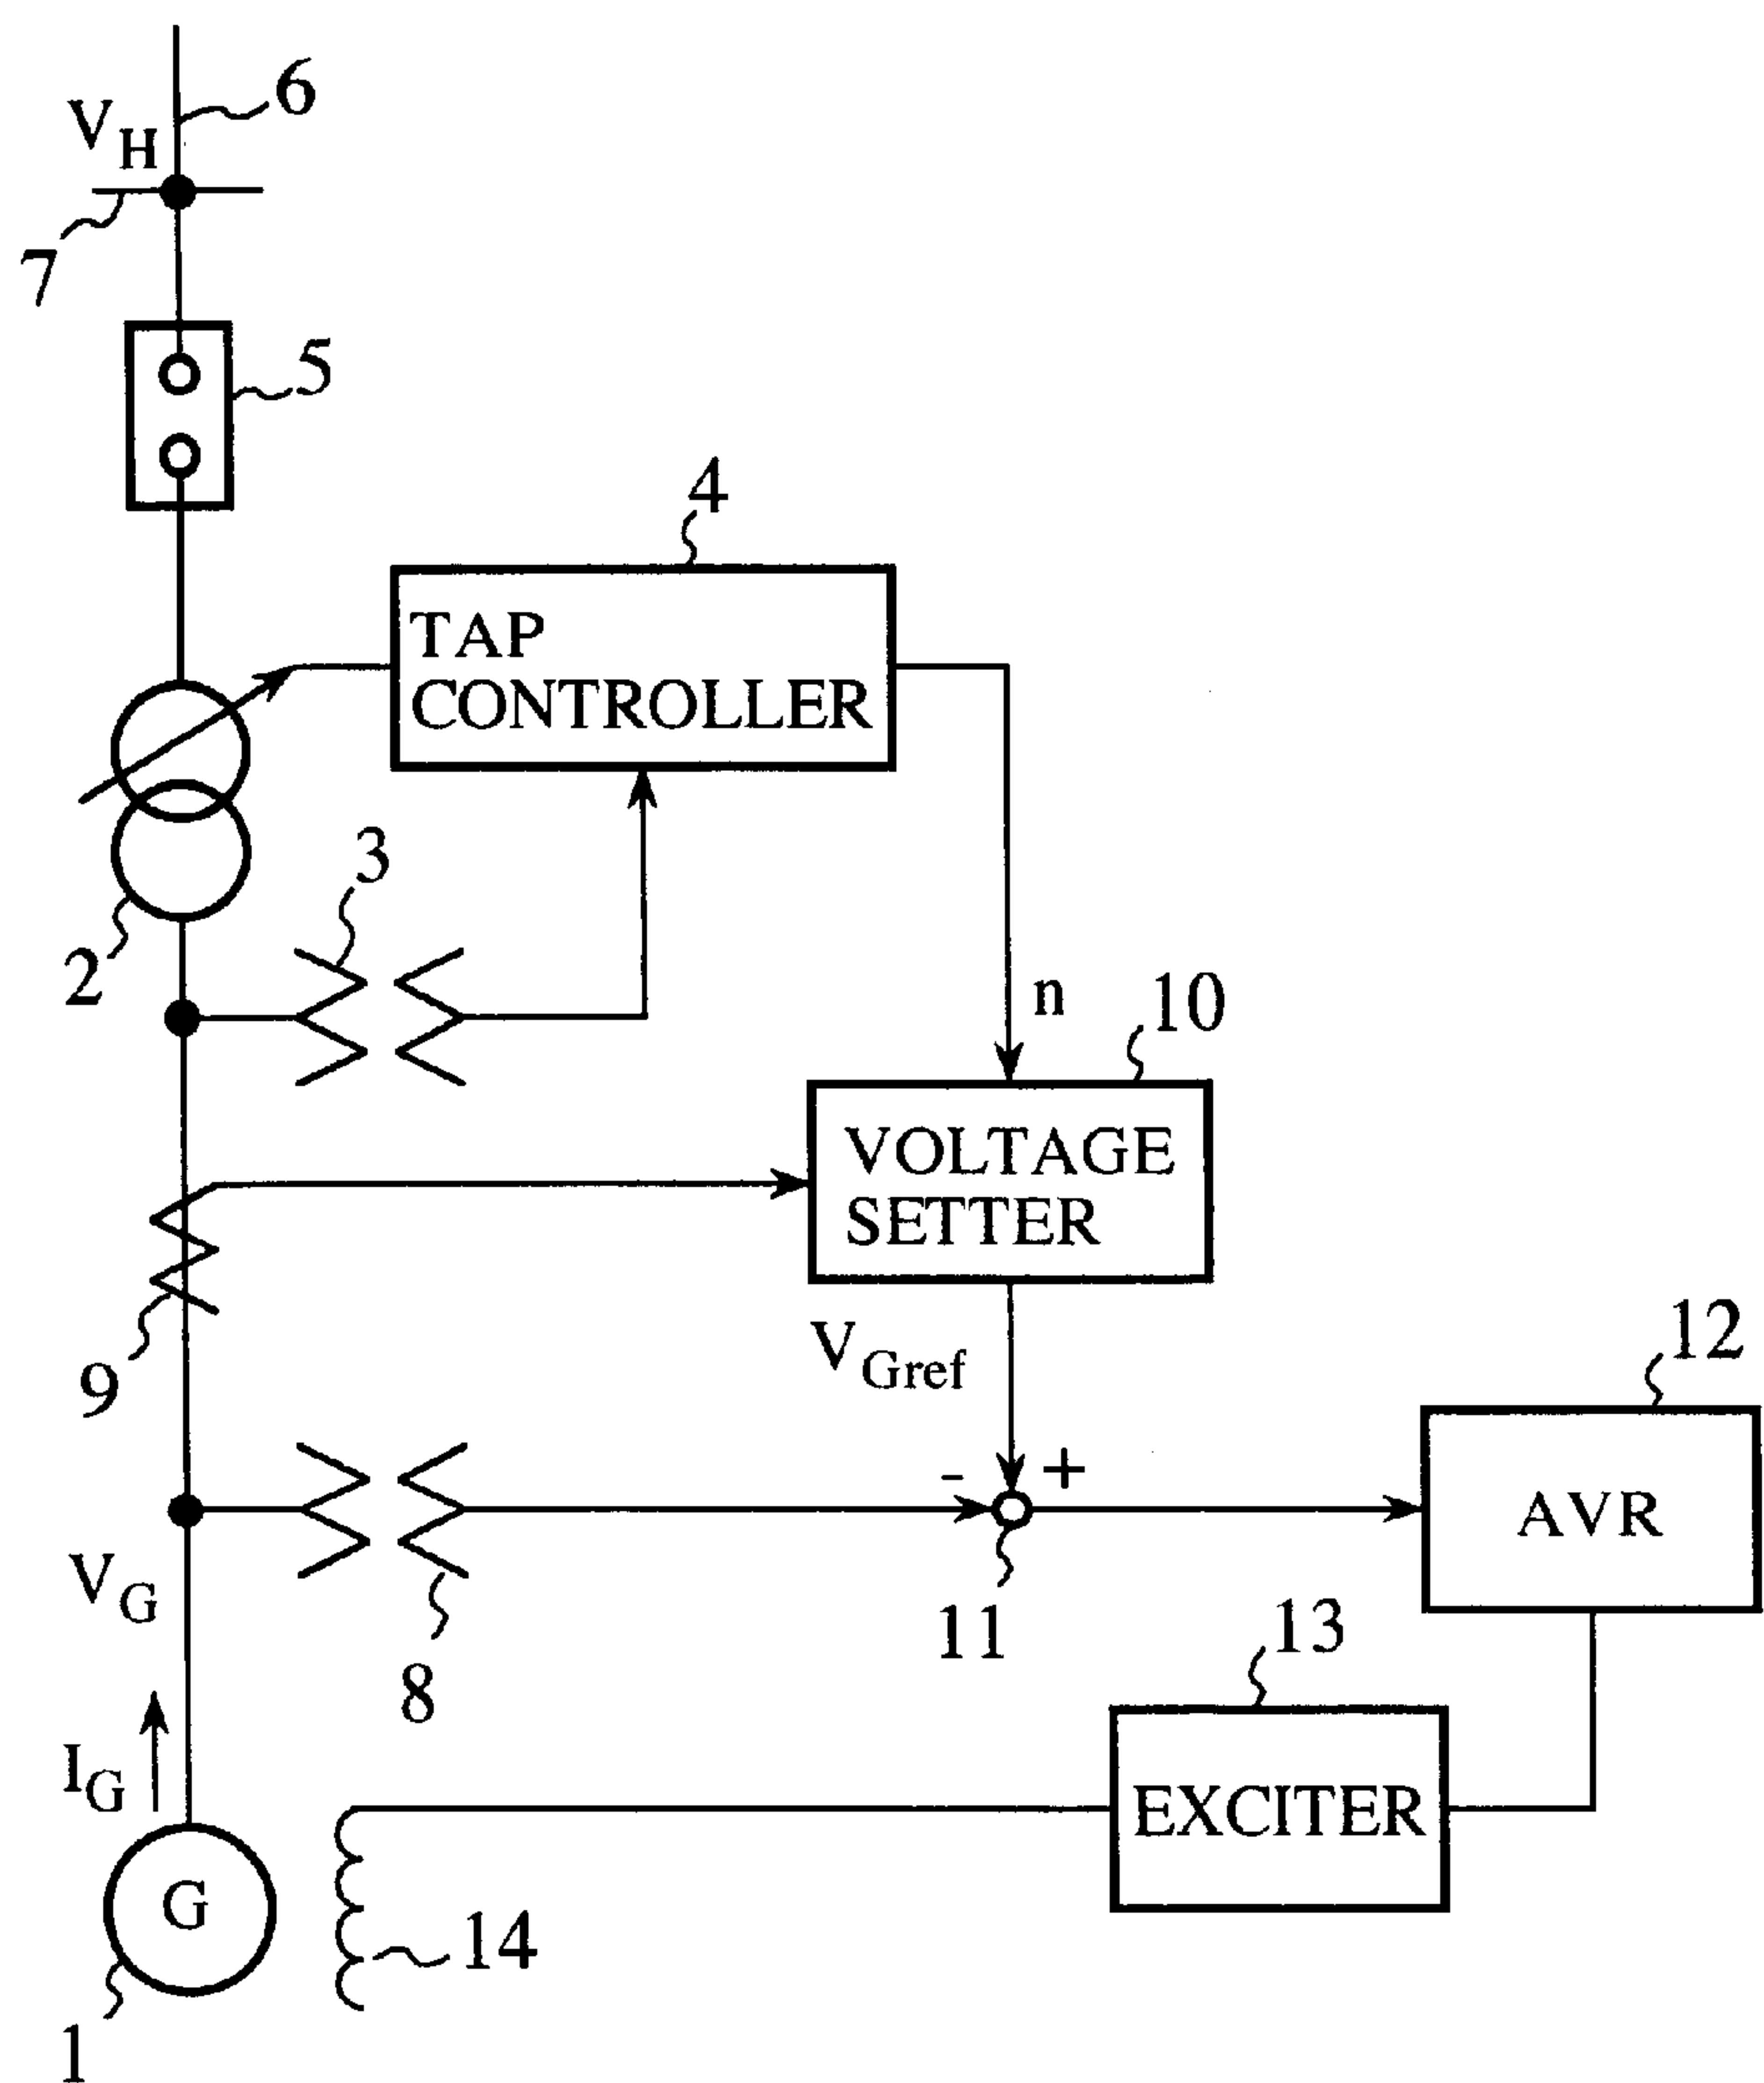 6
V_H
7
5
4
TAP
CONTROLLER
3
2
n
10
VOLTAGE
SETTER
9
V_Gref
12
- +
AVR
V_G
11
13
8
I_G
EXCITER
G
14
1